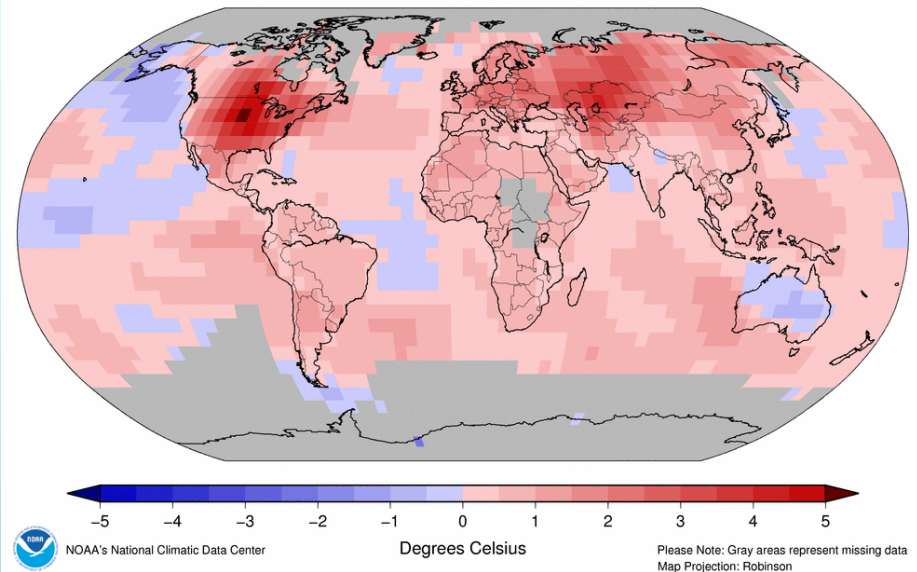 −5 −4 −3 −2 −1 0 1 2 3 4 5
NOAA
NOAA's National Climatic Data Center
Degrees Celsius
Please Note: Gray areas represent missing data
Map Projection: Robinson